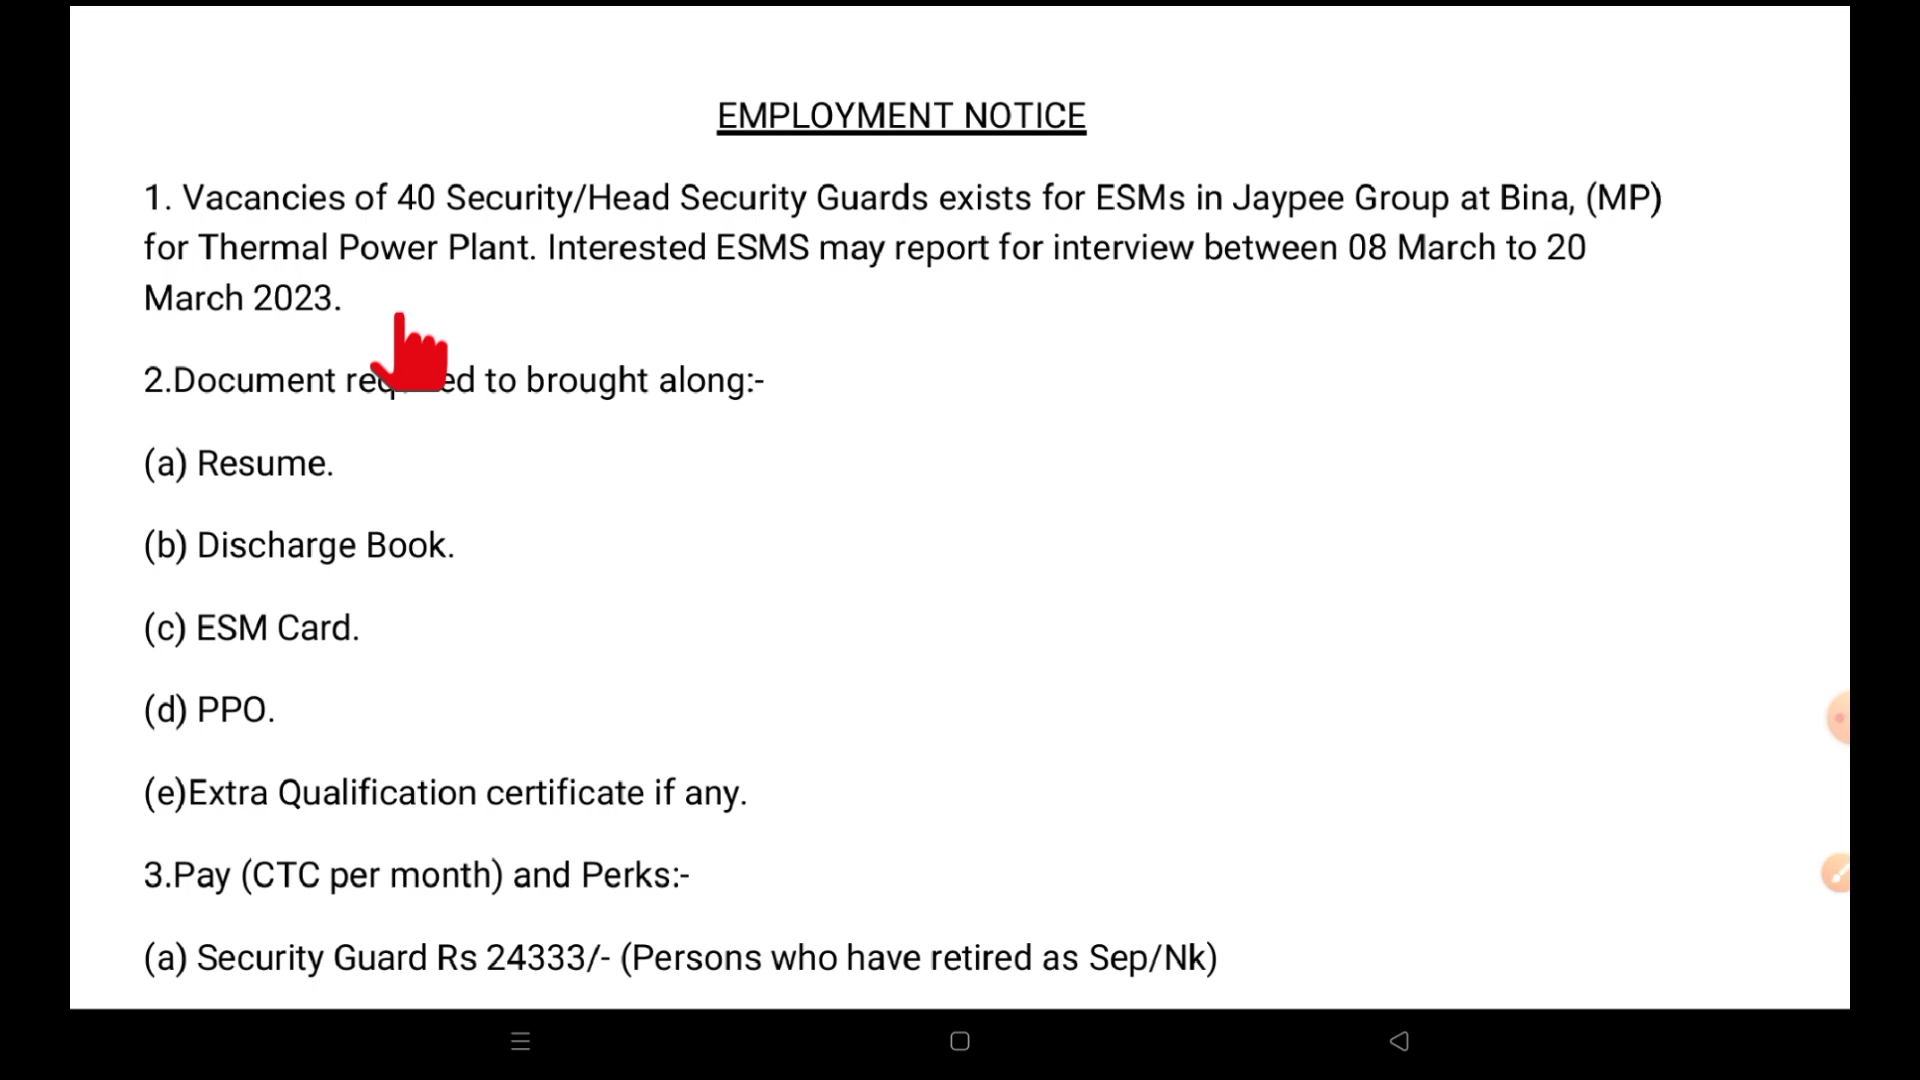 EMPLOYMENT NOTICE
1. Vacancies of 40 Security/Head Security Guards exists for ESMs in Jaypee Group at Bina, (MP)
for Thermal Power Plant. Interested ESMS may report for interview between 08 March to 20
March 2023.
2.Document required to brought along:-
(a) Resume.
(b) Discharge Book.
(c) ESM Card.
(d) PPO.
(e)Extra Qualification certificate if any.
3.Pay (CTC per month) and Perks:-
(a) Security Guard Rs 24333/- (Persons who have retired as Sep/Nk)